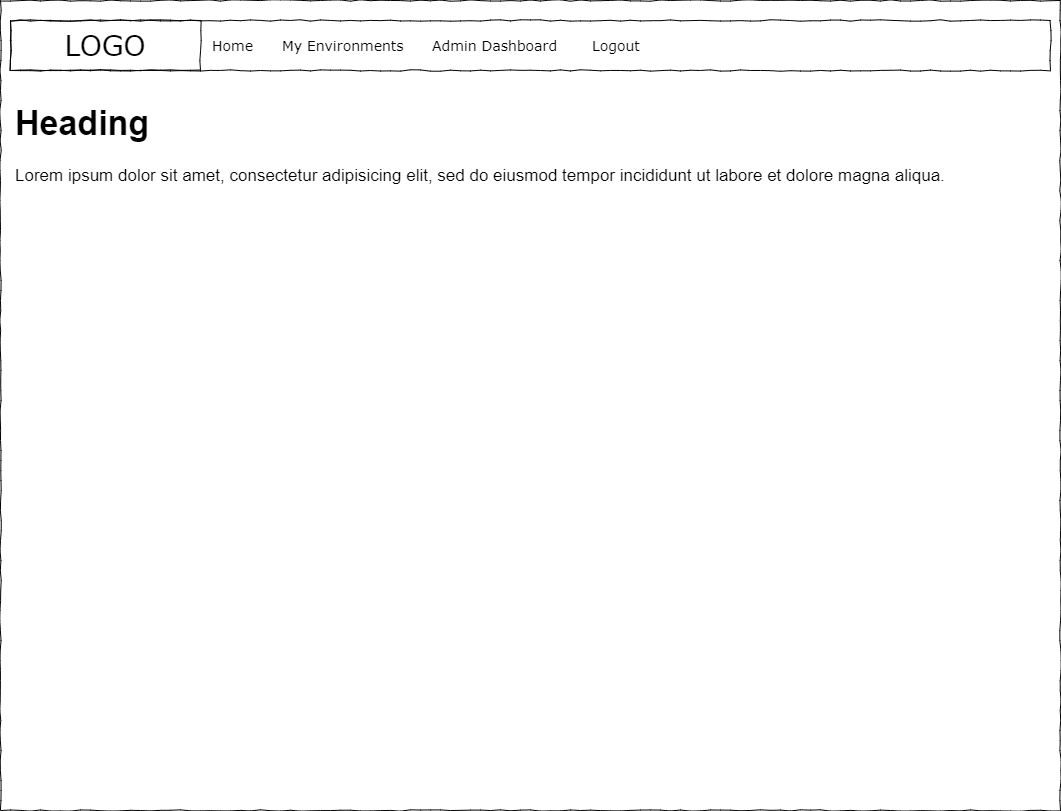 LOGO Home My Environments Admin Dashboard Logout
Heading
Lorem ipsum dolor sit amet, consectetur adipisicing elit, sed do eiusmod tempor incididunt ut labore et dolore magna aliqua.